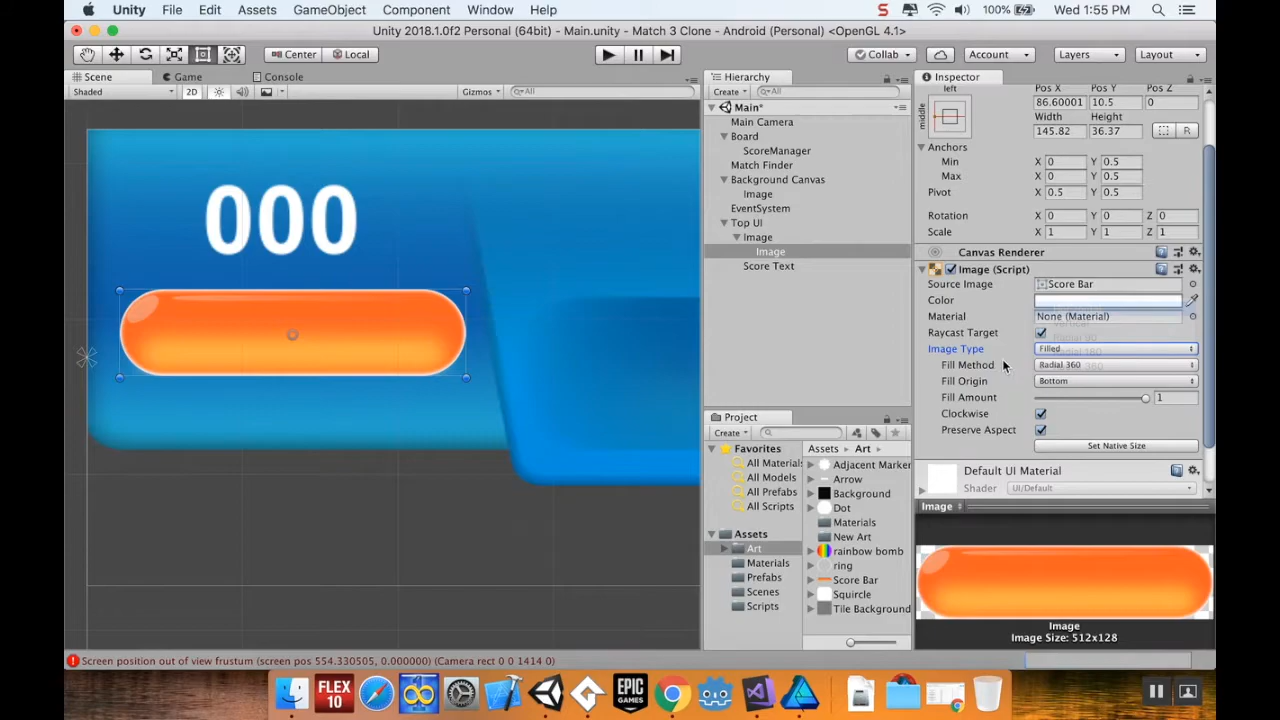 Unity File Edit Assets GameObject Component Window Help
100% Wed 1:55 PM
Unity 2018.1.0f2 Personal (64bit) - Main.unity - Match 3 Clone - Android (Personal) <OpenGL 4.1>
Center Local Collab Account Layers Layout
Scene Game Console
Shaded 2D Gizmos All
000
Hierarchy
Create All
Main*
Main Camera
Board
ScoreManager
Match Finder
Background Canvas
Image
EventSystem
Top UI
Image
Image
Score Text
Project
Create
Favorites
All Materials
All Models
All Prefabs
All Scripts
Assets
Art
Materials
Prefabs
Scenes
Scripts
Assets Art
Adjacent Marker
Arrow
Background
Dot
Materials
New Art
rainbow bomb
ring
Score Bar
Squircle
Tile Background
Inspector
left Pos X Pos Y Pos Z
middle 86.60001 10.5 0
Width Height
145.82 36.37
R
Anchors
Min X 0 Y 0.5
Max X 0 Y 0.5
Pivot X 0.5 Y 0.5
Rotation X 0 Y 0 Z 0
Scale X 1 Y 1 Z 1
Canvas Renderer
Image (Script)
Source Image Score Bar
Color
Material None (Material)
Raycast Target
Image Type Filled
Fill Method Radial 360
Fill Origin Bottom
Fill Amount 1
Clockwise
Preserve Aspect
Set Native Size
Default UI Material
Shader UI/Default
Image
Image
Image Size: 512x128
Screen position out of view frustum (screen pos 554.330505, 0.000000) (Camera rect 0 0 1414 0)
FLEX
10
EPIC
GAMES